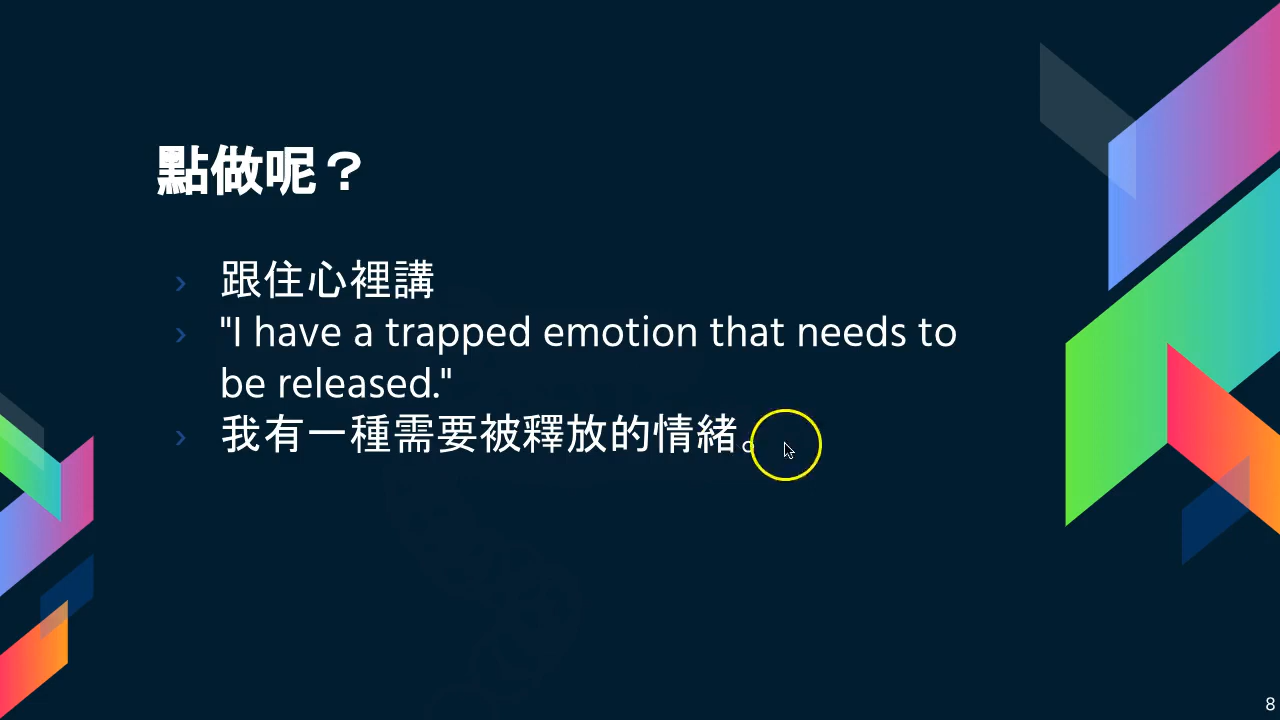 點做呢？
跟住心裡講
"I have a trapped emotion that needs to
be released."
我有一種需要被釋放的情緒。
8